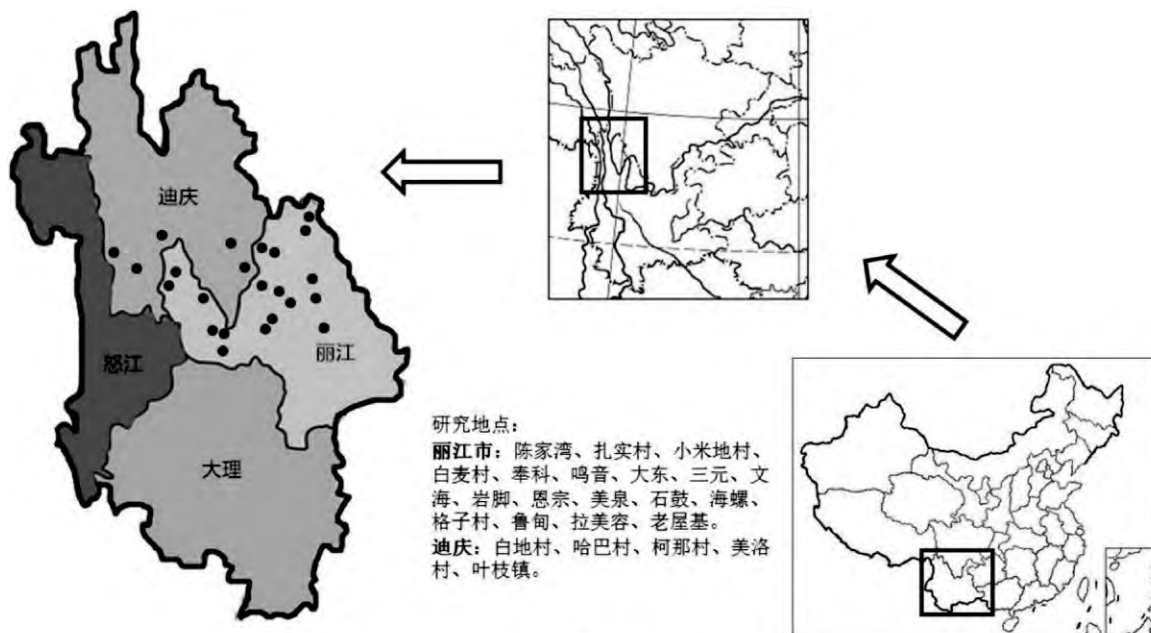 迪庆
怒江
丽江
大理
研究地点：
丽江市：陈家湾、扎实村、小米地村、
白麦村、奉科、鸣音、大东、三元、文
海、岩脚、恩宗、美泉、石鼓、海螺、
格子村、鲁甸、拉美容、老屋基。
迪庆：白地村、哈巴村、柯那村、美洛
村、叶枝镇。